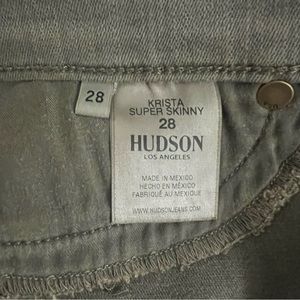 28
KRISTA
SUPER SKINNY
28
HUDSON
LOS ANGELES
MADE IN MEXICO
HECHO EN MÉXICO
FABRIQUÉ AU MEXIQUE
WWW.HUDSONJEANS.COM